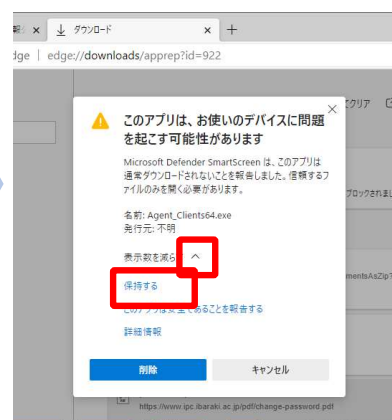 ダウンロード
dge edge://downloads/apprep?id=922
クリア
このアプリは、お使いのデバイスに問題
を起こす可能性があります
Microsoft Defender SmartScreen は、このアプリは
通常ダウンロードされないことを報告しました。信頼するフ
ァイルのみを開く必要があります。
ブロックされまし
名前: Agent_Clients64.exe
発行元: 不明
表示数を減ら
mentsAsZip?
保持する
このアプリは安全であることを報告する
詳細情報
削除 キャンセル
https://www.ipc.ibaraki.ac.jp/pdf/change-password.pdf